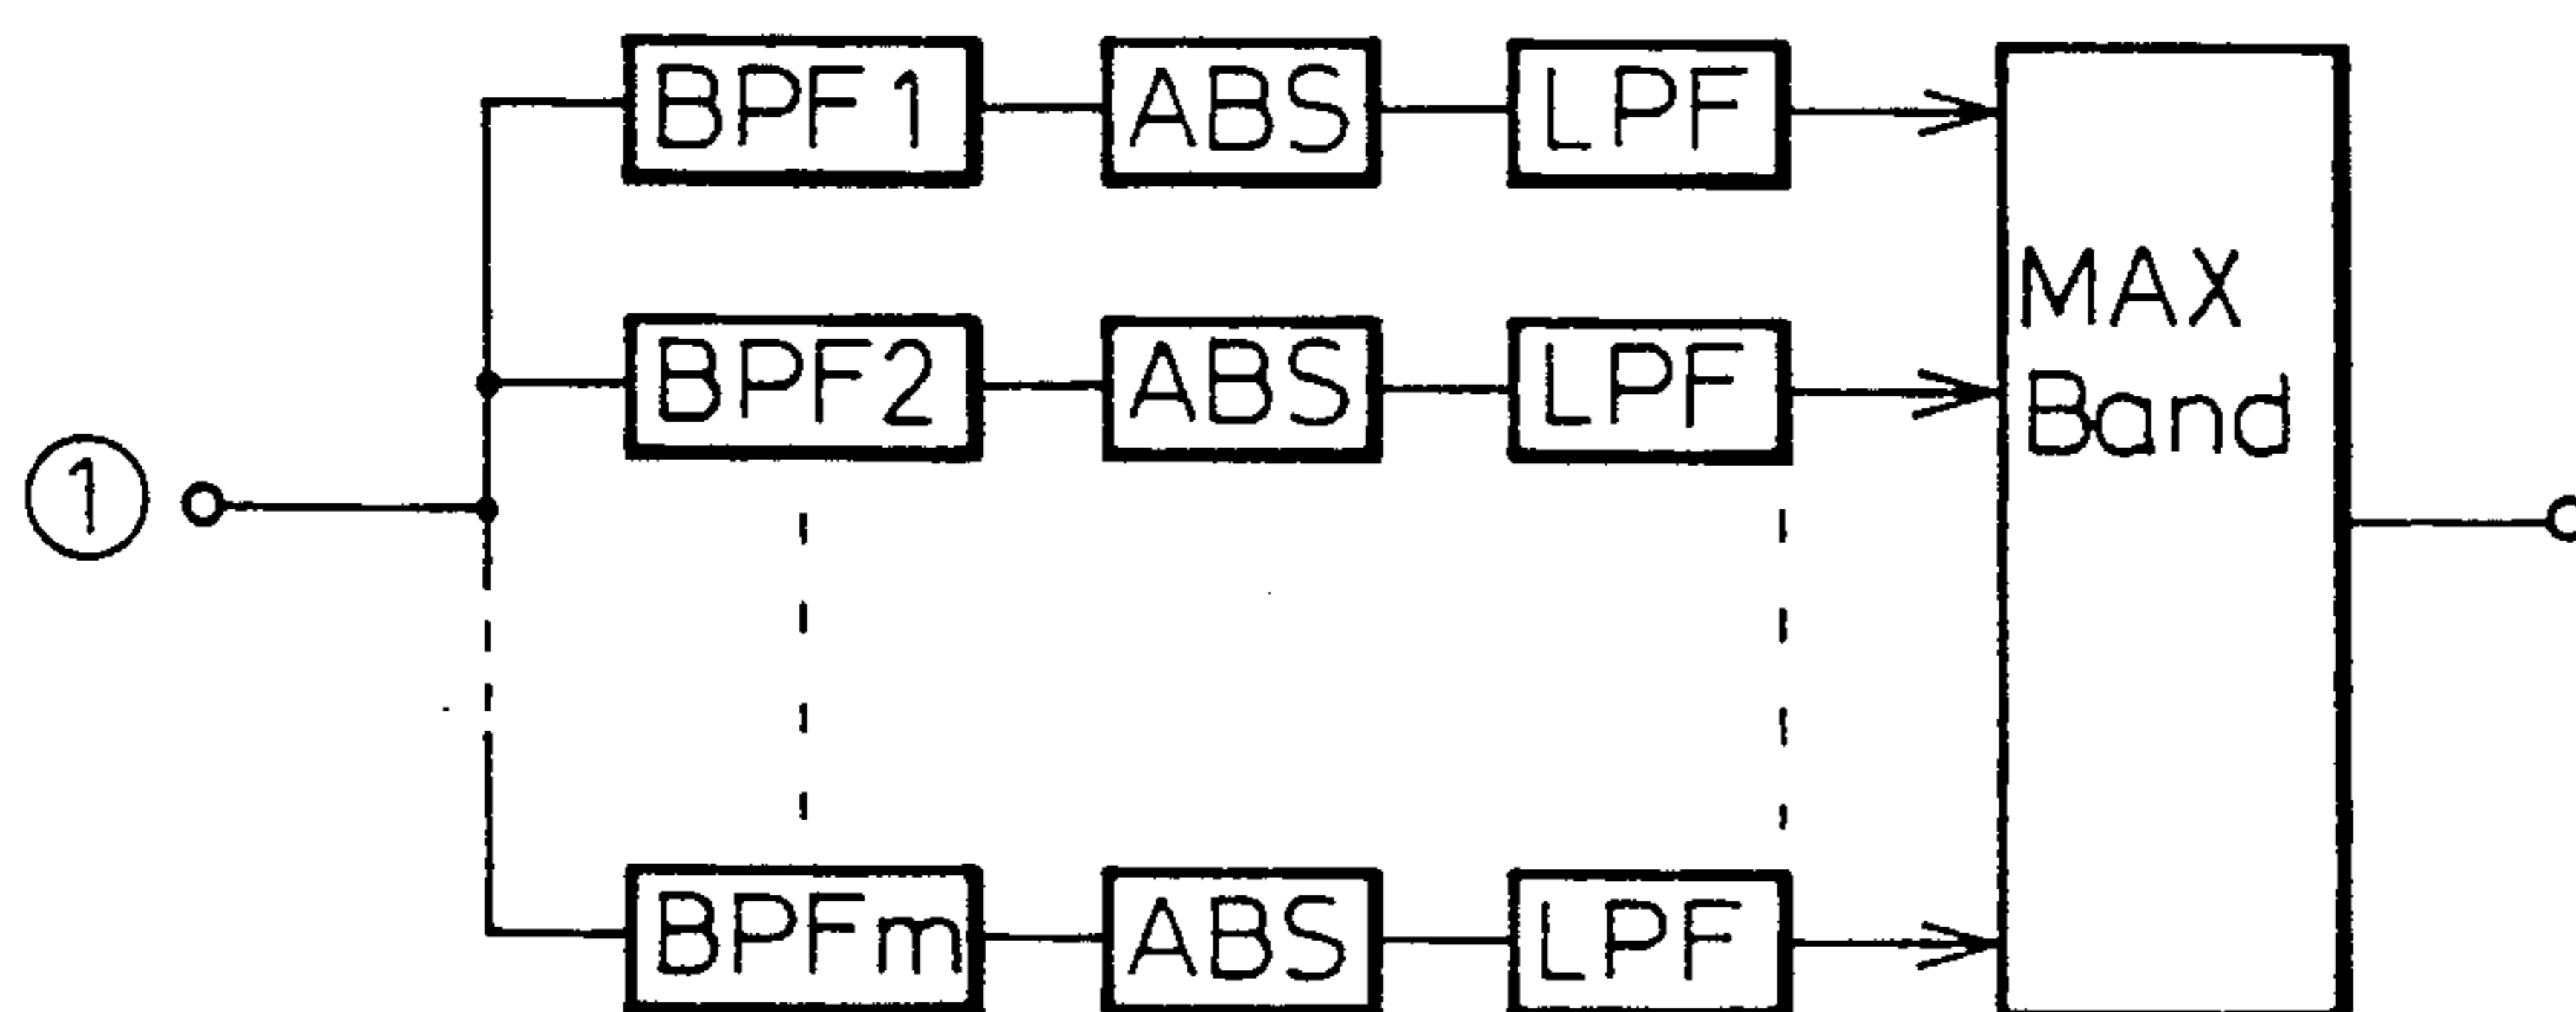 BPF1 ABS LPF
MAX
BPF2 ABS LPF
Band
①
BPFm ABS LPF